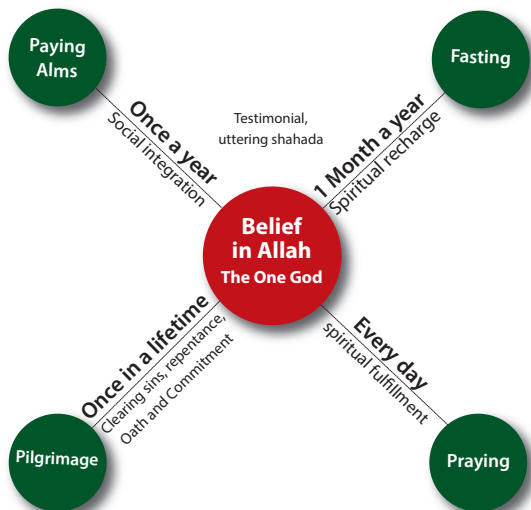 Paying
Alms
Fasting
Once a year
Social integration
Testimonial,
uttering shahada
1 Month a year
Spiritual recharge
Belief
in Allah
The One God
Once in a lifetime
Clearing sins, repentance,
Oath and Commitment
Every day
spiritual fulfillment
Pilgrimage
Praying